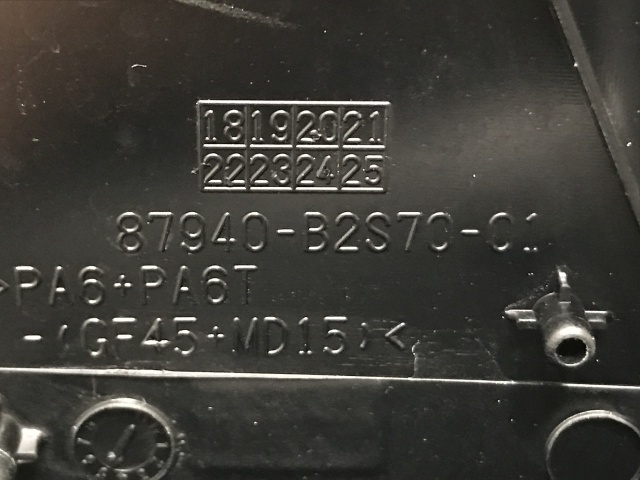 18 19 20 21
22 23 24 25
87940-B2S70-01
>PA6+PA6T
-(GF45+MD15)<